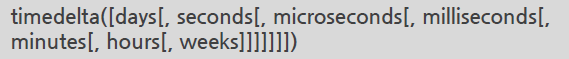 timedelta([days[, seconds[, microseconds[, milliseconds[,
minutes[, hours[, weeks]]]]]]])